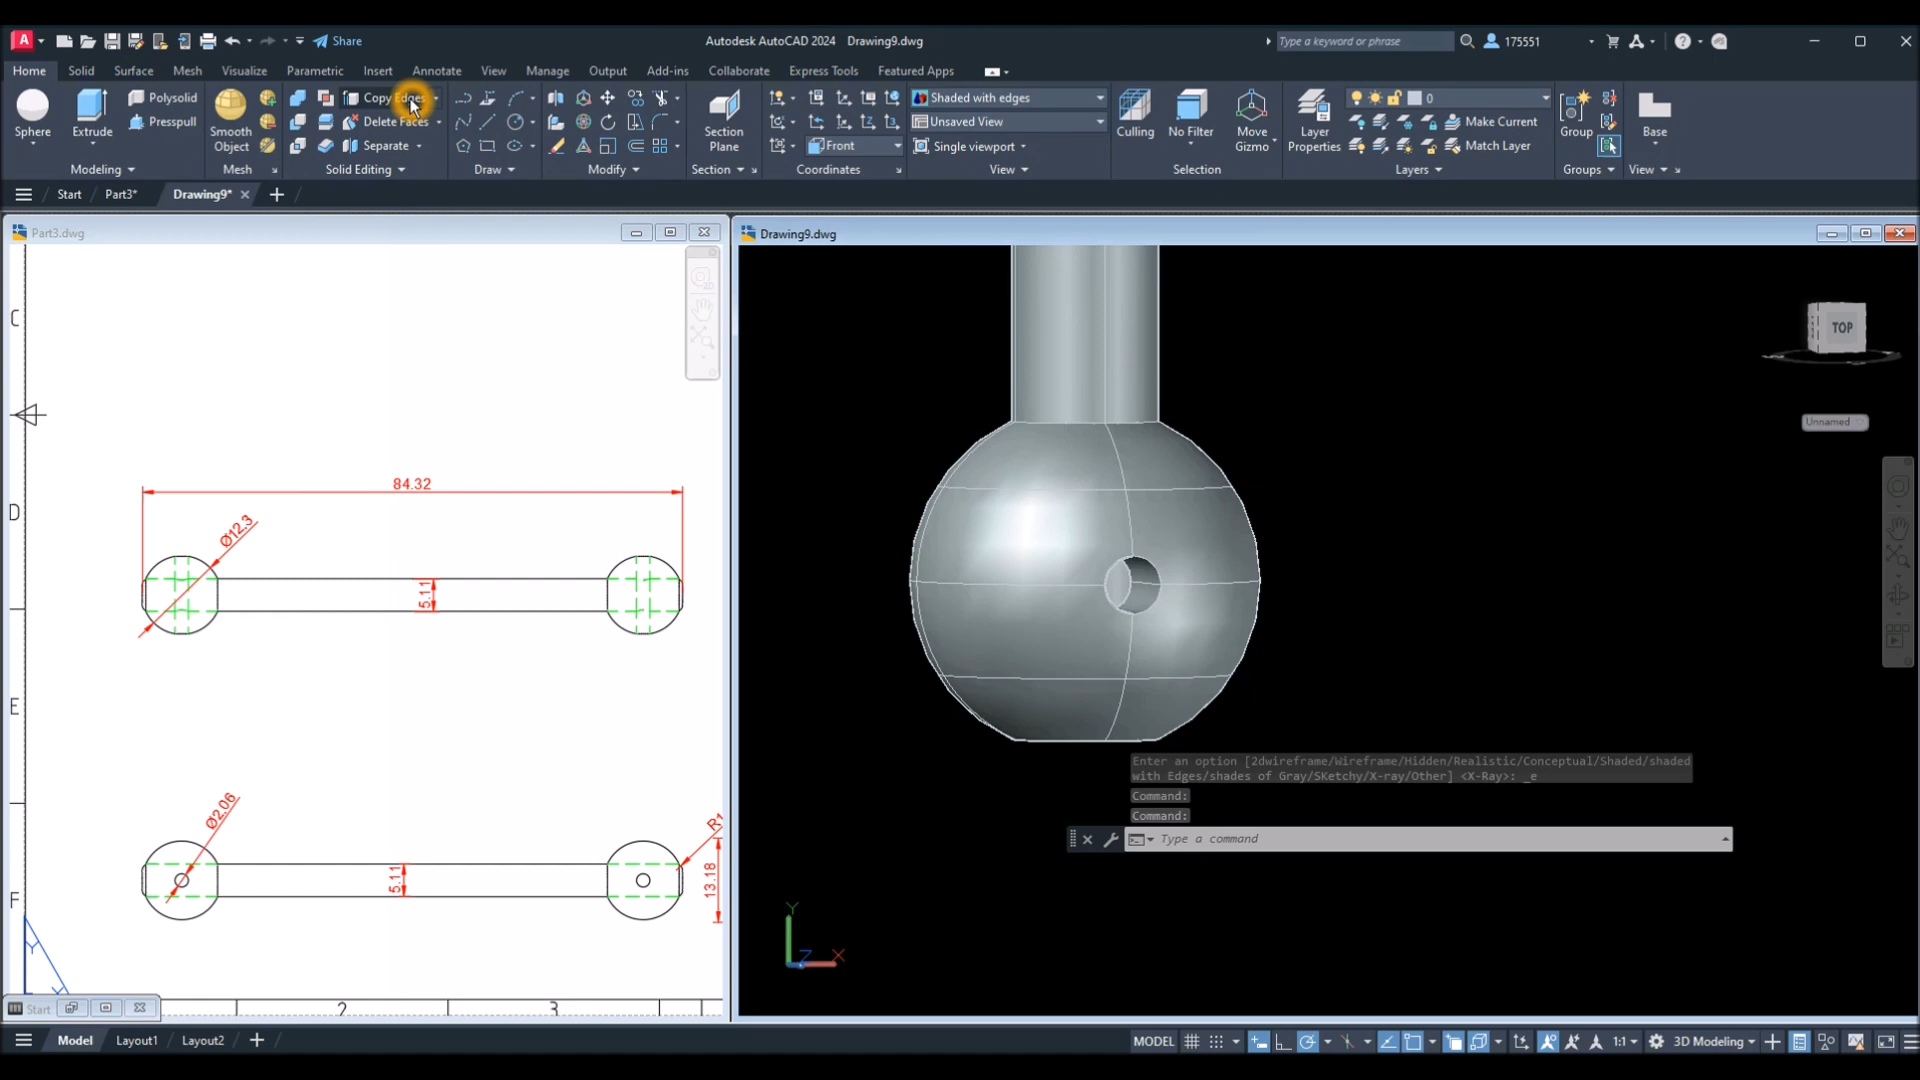 Share
Autodesk AutoCAD 2024 Drawing9.dwg
Type a keyword or phrase
175551
Home Solid Surface Mesh Visualize Parametric Insert Annotate View Manage Output Add-ins Collaborate Express Tools Featured Apps
Sphere
Extrude
Polysolid
Presspull
Modeling
Smooth
Object
Mesh
Copy Edges
Delete Faces
Separate
Solid Editing
Draw
Modify
Section
Plane
Section
Front
Coordinates
Shaded with edges
Unsaved View
Single viewport
View
Culling
No Filter
Move
Gizmo
Selection
Layer
Properties
0
Make Current
Match Layer
Layers
Group
Groups
Base
View
Start Part3* Drawing9*
Part3.dwg
C
D
E
F
84.32
Ø12.3
5.11
Ø2.06
5.11
13.18
2 3
Y
Start
Drawing9.dwg
TOP
Unnamed
Enter an option [2dwireframe/Wireframe/Hidden/Realistic/Conceptual/Shaded/shaded
with Edges/shades of Gray/SKetchy/X-ray/Other] <X-Ray>: _e
Command:
Command:
Type a command
Y
Z
X
Model Layout1 Layout2
MODEL
1:1
3D Modeling